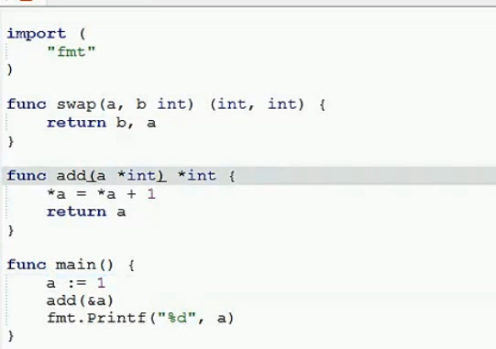 import (
    "fmt"
)
func swap(a, b int) (int, int) {
    return b, a
}
func add(a *int) *int {
    *a = *a + 1
    return a
}
func main() {
    a := 1
    add(&a)
    fmt.Printf("%d", a)
}